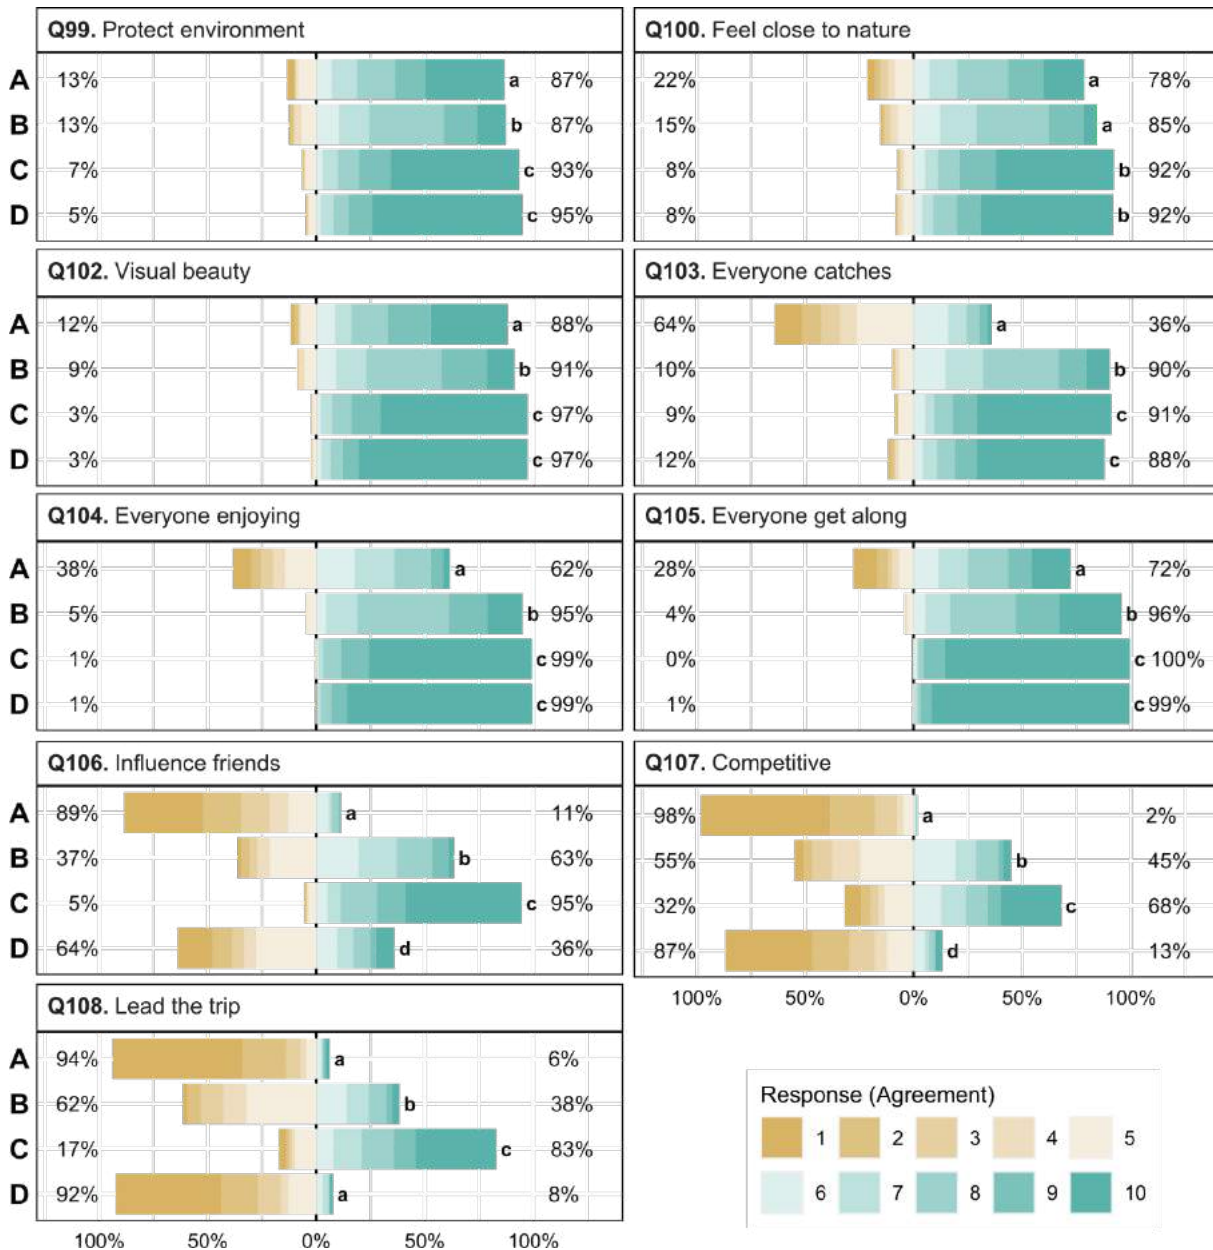 Q99. Protect environment
Q100. Feel close to nature
A 13% a 87% 22% a 78%
B 13% b 87% 15% a 85%
C 7% c 93% 8% b 92%
D 5% c 95% 8% b 92%
Q102. Visual beauty
Q103. Everyone catches
A 12% a 88% 64% a 36%
B 9% b 91% 10% b 90%
C 3% c 97% 9% c 91%
D 3% c 97% 12% c 88%
Q104. Everyone enjoying
Q105. Everyone get along
A 38% a 62% 28% a 72%
B 5% b 95% 4% b 96%
C 1% c 99% 0% c 100%
D 1% c 99% 1% c 99%
Q106. Influence friends
Q107. Competitive
A 89% a 11% 98% a 2%
B 37% b 63% 55% b 45%
C 5% c 95% 32% c 68%
D 64% d 36% 87% d 13%
100% 50% 0% 50% 100%
Q108. Lead the trip
A 94% a 6%
B 62% b 38%
C 17% c 83%
D 92% a 8%
100% 50% 0% 50% 100%
Response (Agreement)
1 2 3 4 5
6 7 8 9 10